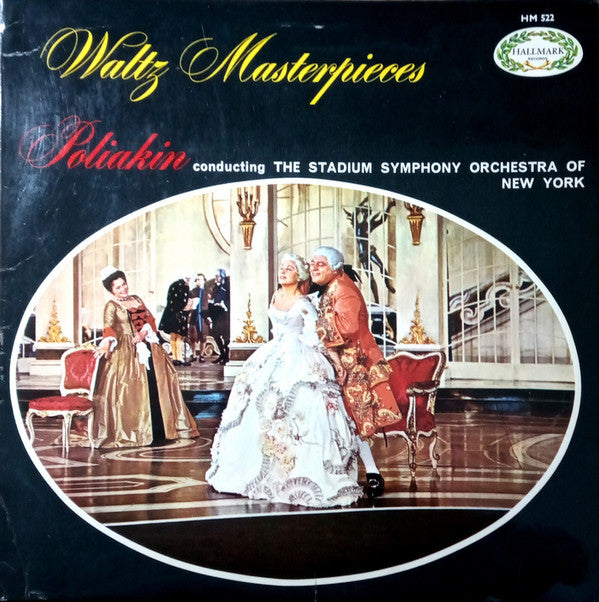 HM 522
HALLMARK
RECORDS
Waltz Masterpieces
Poliakin conducting THE STADIUM SYMPHONY ORCHESTRA OF
NEW YORK